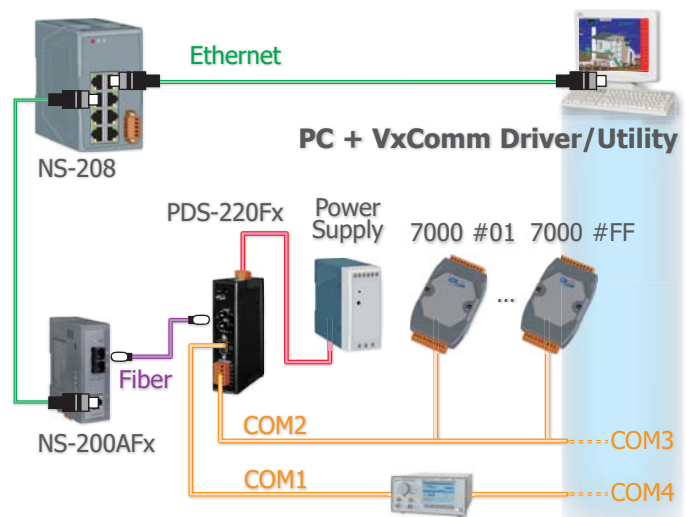 Ethernet
PC + VxComm Driver/Utility
NS-208
PDS-220Fx
Power
Supply
7000 #01
7000 #FF
...
Fiber
NS-200AFx
COM2
COM3
COM1
COM4